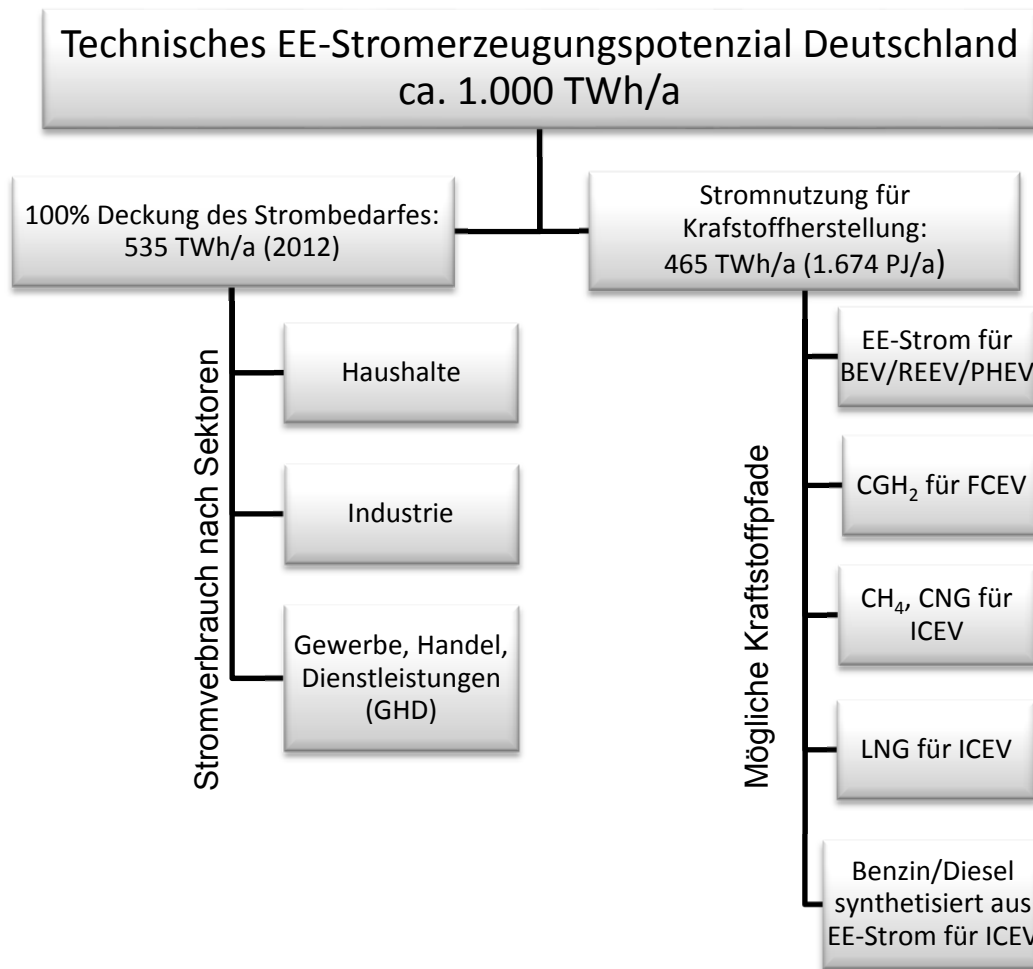 Technisches EE-Stromerzeugungspotenzial Deutschland
ca. 1.000 TWh/a
100% Deckung des Strombedarfes:
535 TWh/a (2012)
Stromnutzung für
Krafstoffherstellung:
465 TWh/a (1.674 PJ/a)
Stromverbrauch nach Sektoren
Haushalte
Industrie
Gewerbe, Handel,
Dienstleistungen
(GHD)
Mögliche Kraftstoffpfade
EE-Strom für
BEV/REEV/PHEV
CGH₂ für FCEV
CH₄, CNG für
ICEV
LNG für ICEV
Benzin/Diesel
synthetisiert aus
EE-Strom für ICEV